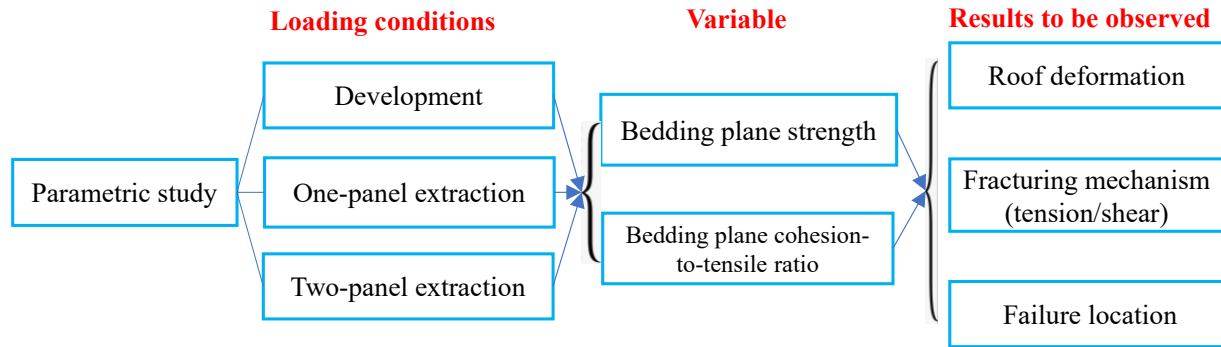 Loading conditions
Variable
Results to be observed
Parametric study
Development
One-panel extraction
Two-panel extraction
Bedding plane strength
Bedding plane cohesion-
to-tensile ratio
Roof deformation
Fracturing mechanism
(tension/shear)
Failure location